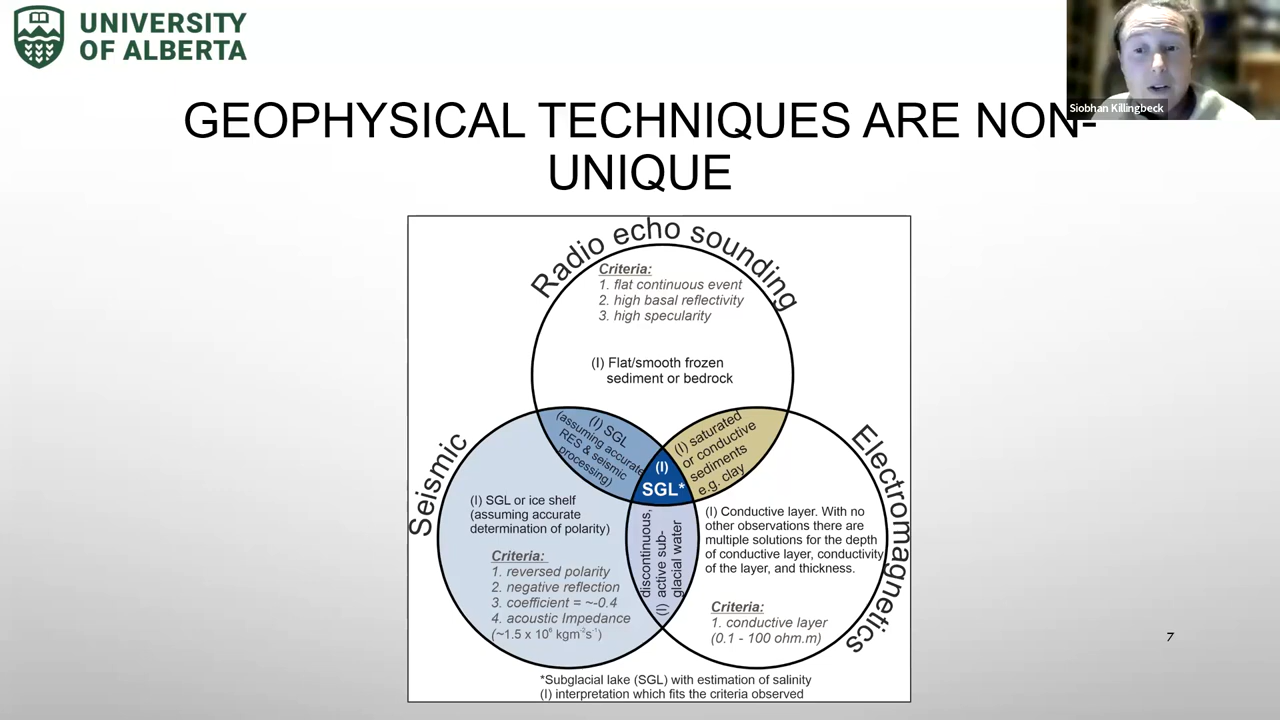 UNIVERSITY
OF ALBERTA
Siobhan Killingbeck
GEOPHYSICAL TECHNIQUES ARE NON-
UNIQUE
Radio echo sounding
Criteria:
1. flat continuous event
2. high basal reflectivity
3. high specularity
(I) Flat/smooth frozen
sediment or bedrock
(I) SGL
(assuming accurate
RES & seismic
processing)
(I) saturated
or conductive
sediments
e.g. clay
(I)
SGL*
Seismic
(I) SGL or ice shelf
(assuming accurate
determination of polarity)
Criteria:
1. reversed polarity
2. negative reflection
3. coefficient = ~-0.4
4. acoustic Impedance
(~1.5 x 10⁶ kgm⁻²s⁻¹)
(I) discontinuous,
active sub-
glacial water
Electromagnetics
(I) Conductive layer. With no
other observations there are
multiple solutions for the depth
of conductive layer, conductivity
of the layer, and thickness.
Criteria:
1. conductive layer
(0.1 - 100 ohm.m)
*Subglacial lake (SGL) with estimation of salinity
(I) interpretation which fits the criteria observed
7